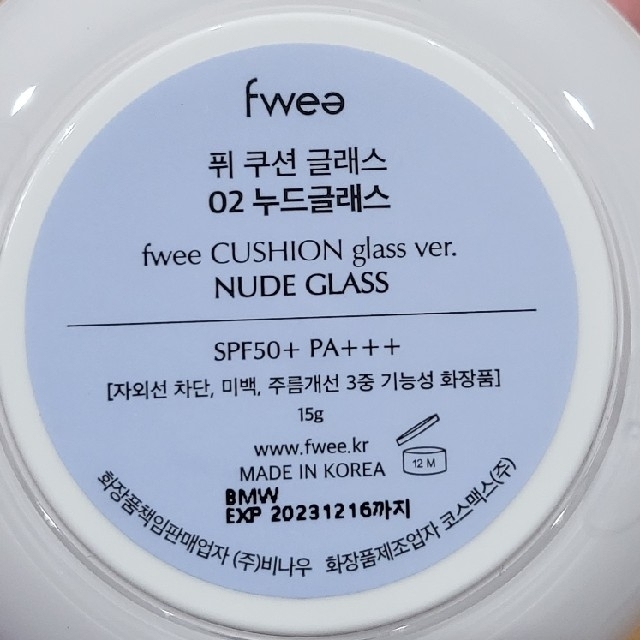 fwee
퓌 쿠션 글래스
02 누드글래스
fwee CUSHION glass ver.
NUDE GLASS
SPF50+ PA+++
[자외선 차단, 미백, 주름개선 3중 기능성 화장품]
15g
www.fwee.kr
MADE IN KOREA
12 M
BMW
EXP 20231216까지
화장품책임판매업자 (주)비나우 화장품제조업자 코스맥스(주)